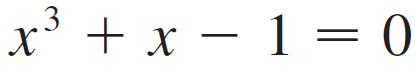 x³ + x − 1 = 0